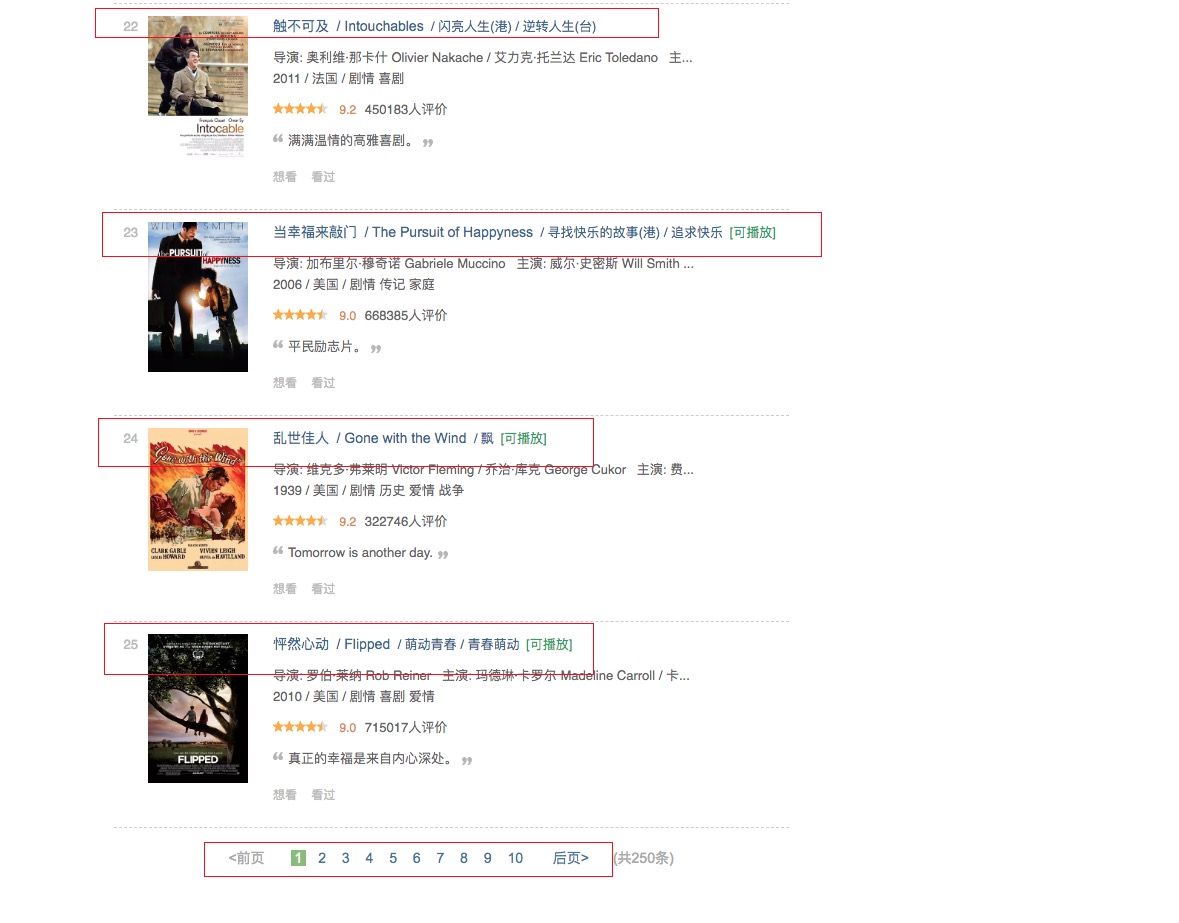 22
触不可及 / Intouchables / 闪亮人生(港) / 逆转人生(台)
导演: 奥利维·那卡什 Olivier Nakache / 艾力克·托兰达 Eric Toledano 主...
2011 / 法国 / 剧情 喜剧
9.2 450183人评价
François Cluzet Omar Sy
Intocable
“ 满满温情的高雅喜剧。 ”
想看 看过
23
当幸福来敲门 / The Pursuit of Happyness / 寻找快乐的故事(港) / 追求快乐 [可播放]
WILL SMITH
the PURSUIT of HAPPYNESS
导演: 加布里尔·穆奇诺 Gabriele Muccino 主演: 威尔·史密斯 Will Smith ...
2006 / 美国 / 剧情 传记 家庭
9.0 668385人评价
“ 平民励志片。 ”
想看 看过
24
乱世佳人 / Gone with the Wind / 飘 [可播放]
Gone with the Wind
导演: 维克多·弗莱明 Victor Fleming / 乔治·库克 George Cukor 主演: 费...
1939 / 美国 / 剧情 历史 爱情 战争
9.2 322746人评价
“ Tomorrow is another day. ”
CLARK GABLE VIVIEN LEIGH
LESLIE HOWARD DE HAVILLAND
想看 看过
25
怦然心动 / Flipped / 萌动青春 / 青春萌动 [可播放]
导演: 罗伯·莱纳 Rob Reiner 主演: 玛德琳·卡罗尔 Madeline Carroll / 卡...
2010 / 美国 / 剧情 喜剧 爱情
9.0 715017人评价
“ 真正的幸福是来自内心深处。 ”
FLIPPED
想看 看过
<前页 1 2 3 4 5 6 7 8 9 10 后页> (共250条)